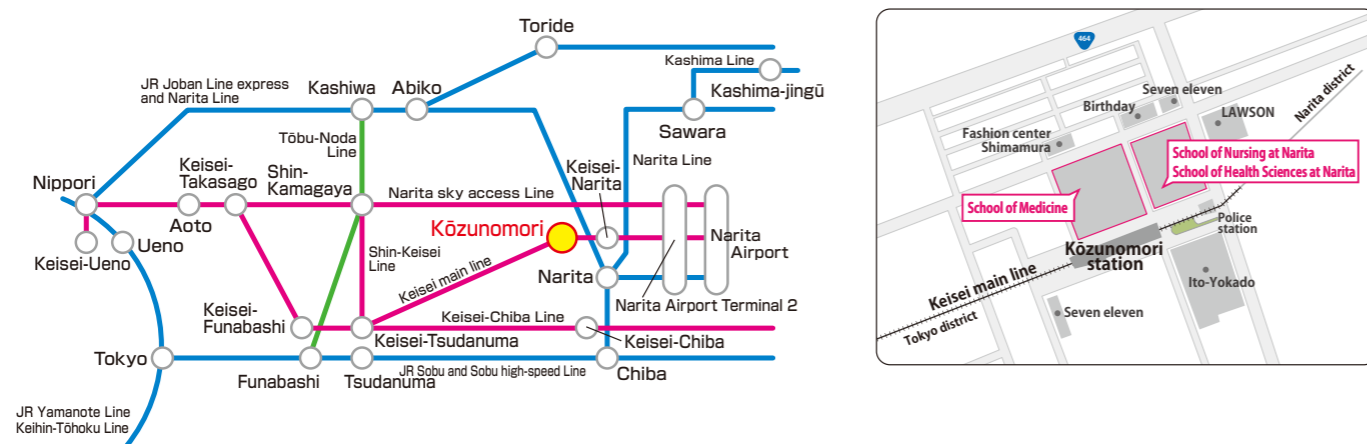 Toride
Kashima Line
Kashima-jingū
JR Joban Line express
and Narita Line
Kashiwa
Abiko
Sawara
Tōbu-Noda
Line
Narita Line
Keisei-
Takasago
Shin-
Kamagaya
Keisei-
Narita
Nippori
Narita sky access Line
Aoto
Kōzunomori
Narita
Airport
Ueno
Keisei-Ueno
Shin-Keisei
Line
Keisei main line
Narita
Narita Airport Terminal 2
Keisei-
Funabashi
Keisei-Chiba Line
Keisei-Tsudanuma
Keisei-Chiba
Tokyo
Funabashi
Tsudanuma
JR Sobu and Sobu high-speed Line
Chiba
JR Yamanote Line
Keihin-Tōhoku Line
464
Seven eleven
Birthday
LAWSON
Narita district
Fashion center
Shimamura
School of Nursing at Narita
School of Health Sciences at Narita
School of Medicine
Police
station
Kōzunomori
station
Keisei main line
Tokyo district
Ito-Yokado
Seven eleven